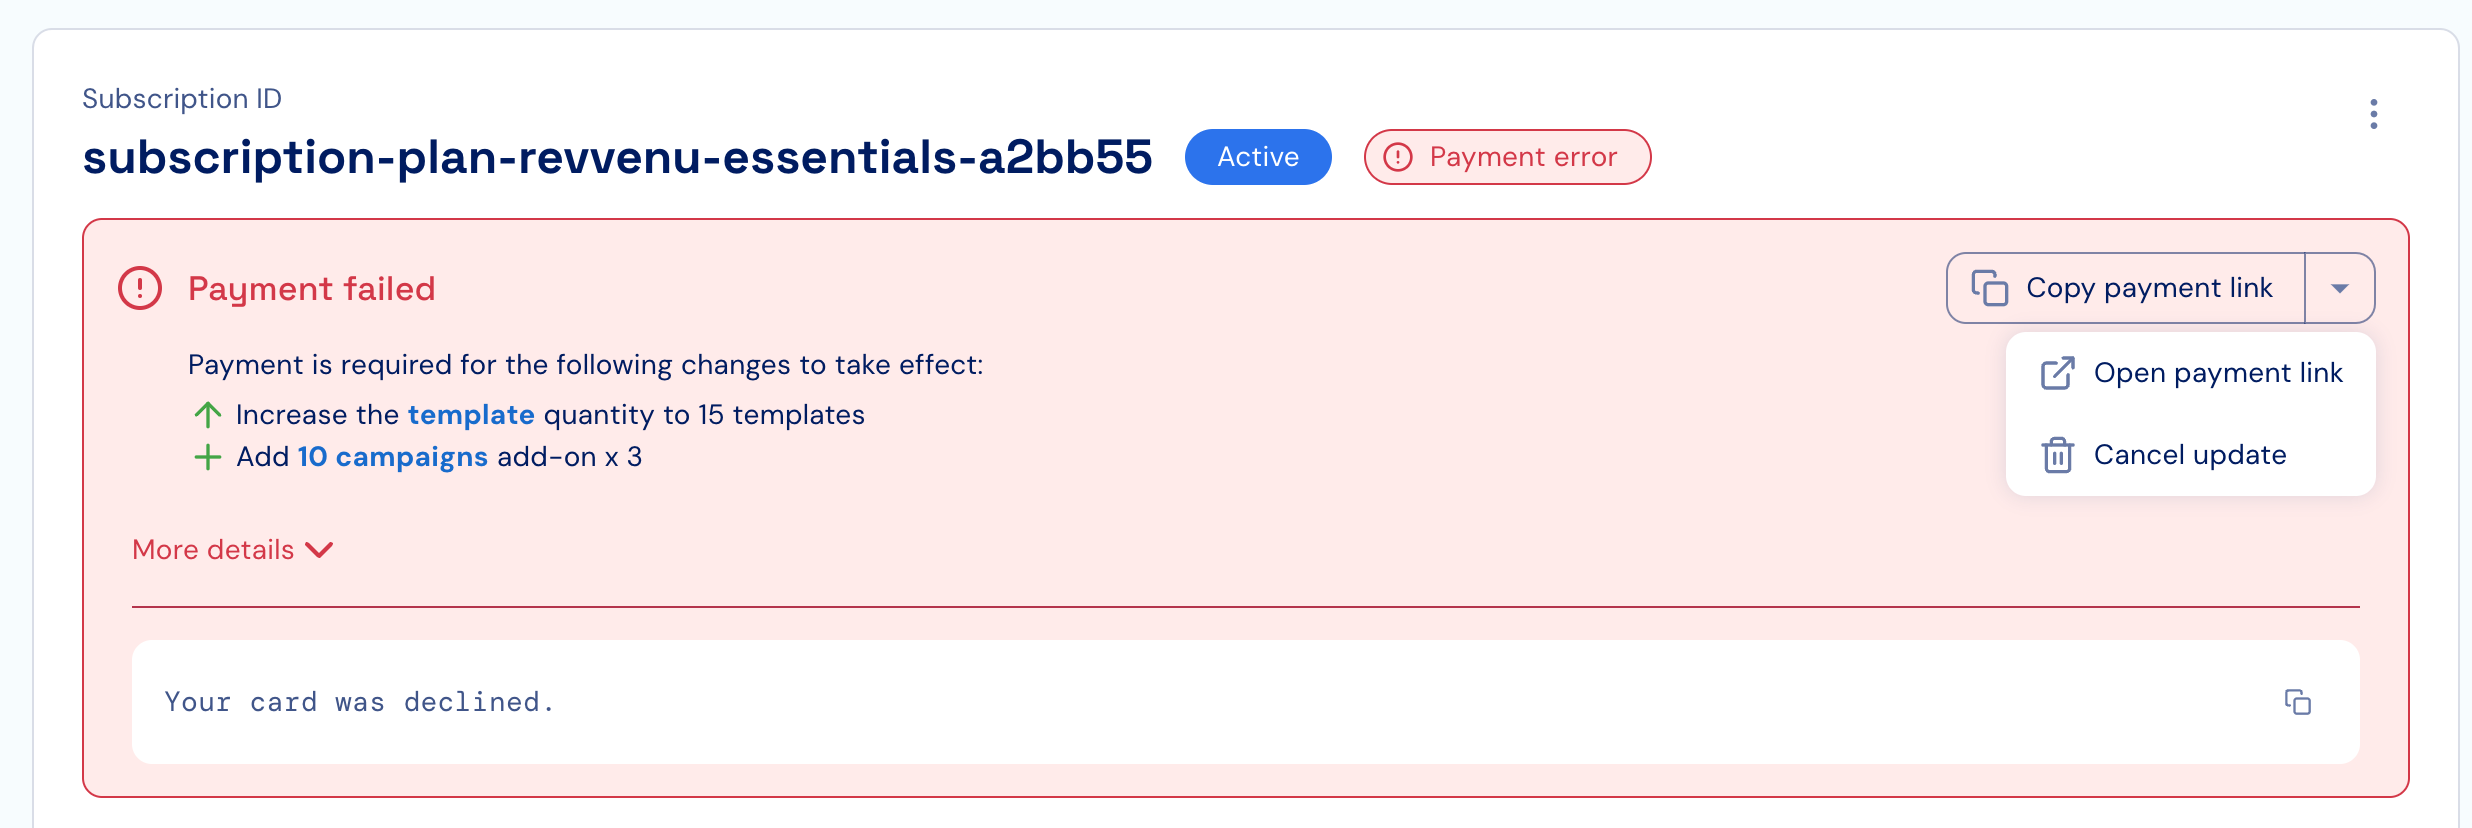 Subscription ID
subscription-plan-revvenu-essentials-a2bb55 Active Payment error
Payment failed
Copy payment link
Payment is required for the following changes to take effect:
Open payment link
Increase the template quantity to 15 templates
Add 10 campaigns add-on x 3
Cancel update
More details
Your card was declined.